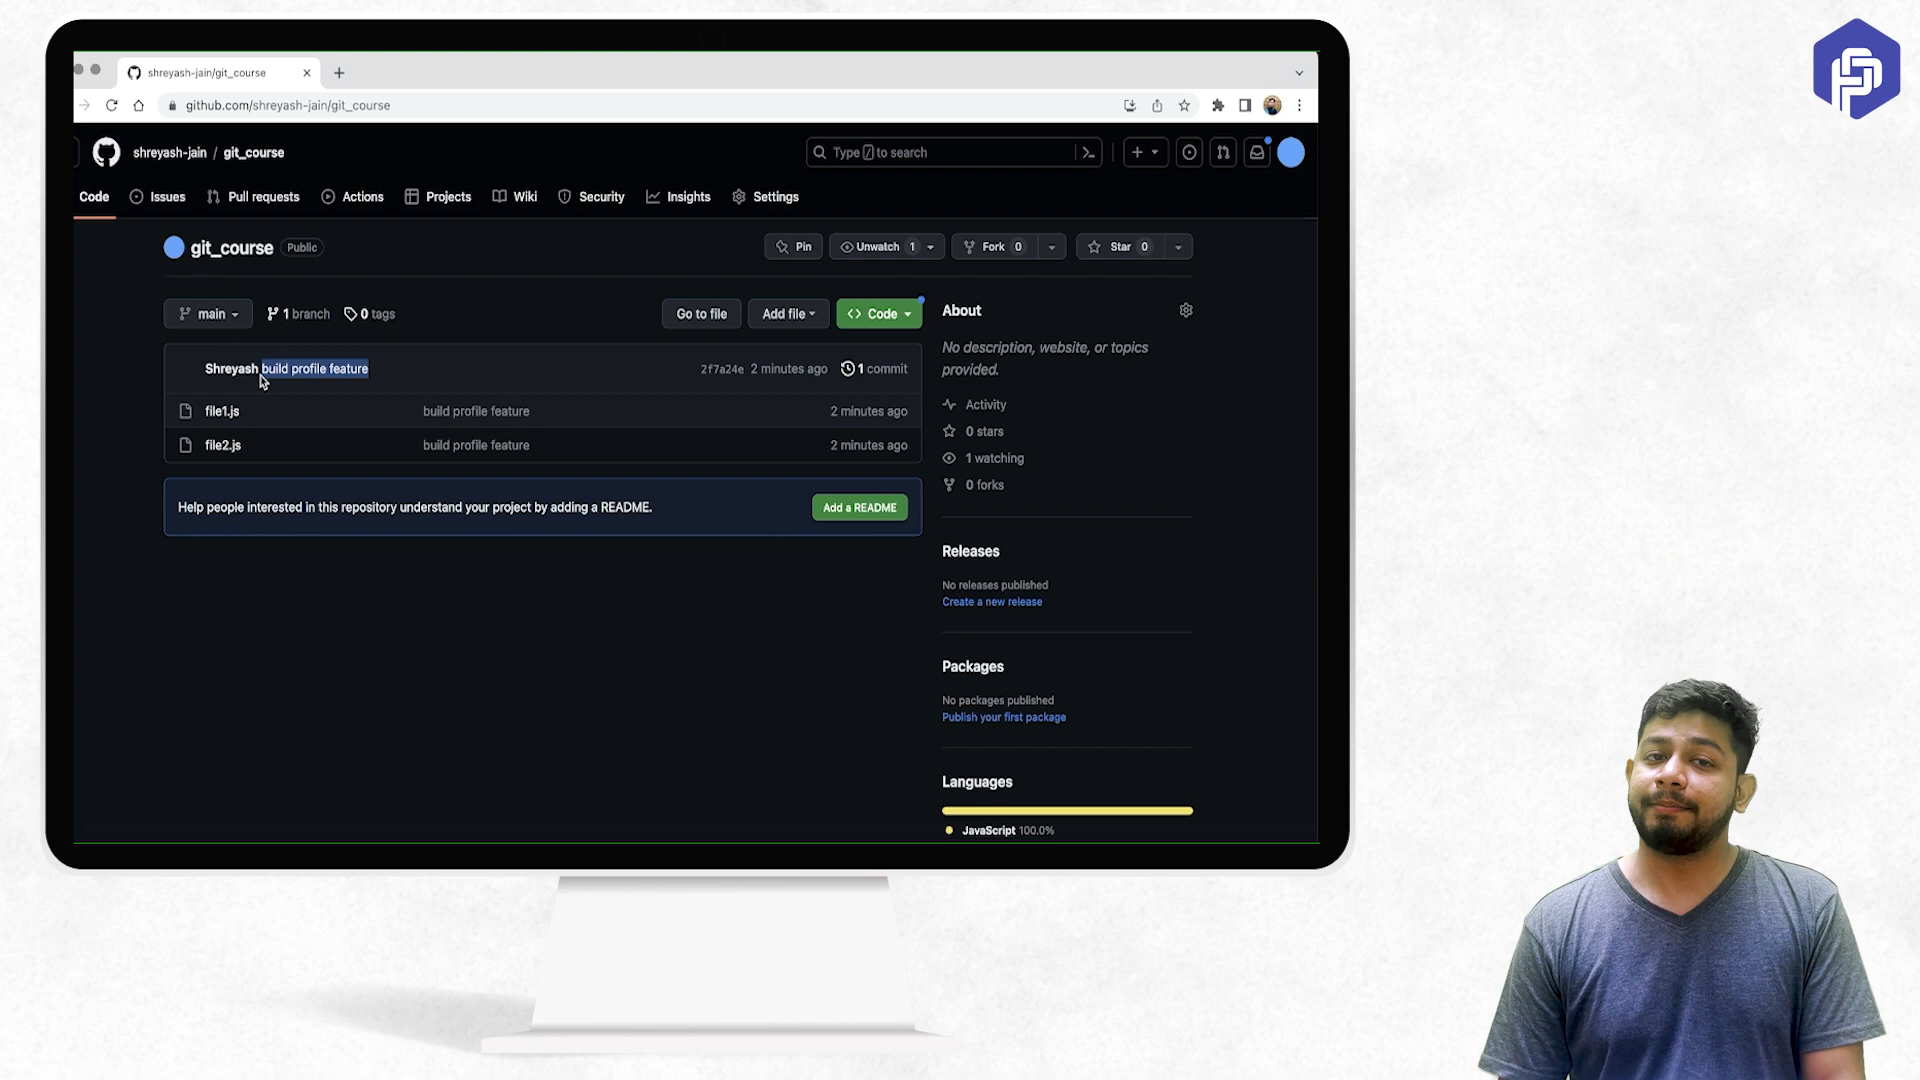 shreyash-jain/git_course
github.com/shreyash-jain/git_course
shreyash-jain / git_course
Type / to search
Code Issues Pull requests Actions Projects Wiki Security Insights Settings
git_course Public
Pin Unwatch 1 Fork 0 Star 0
main 1 branch 0 tags Go to file Add file Code
Shreyash build profile feature 2f7a24e 2 minutes ago 1 commit
file1.js build profile feature 2 minutes ago
file2.js build profile feature 2 minutes ago
Help people interested in this repository understand your project by adding a README. Add a README
About
No description, website, or topics
provided.
Activity
0 stars
1 watching
0 forks
Releases
No releases published
Create a new release
Packages
No packages published
Publish your first package
Languages
JavaScript 100.0%